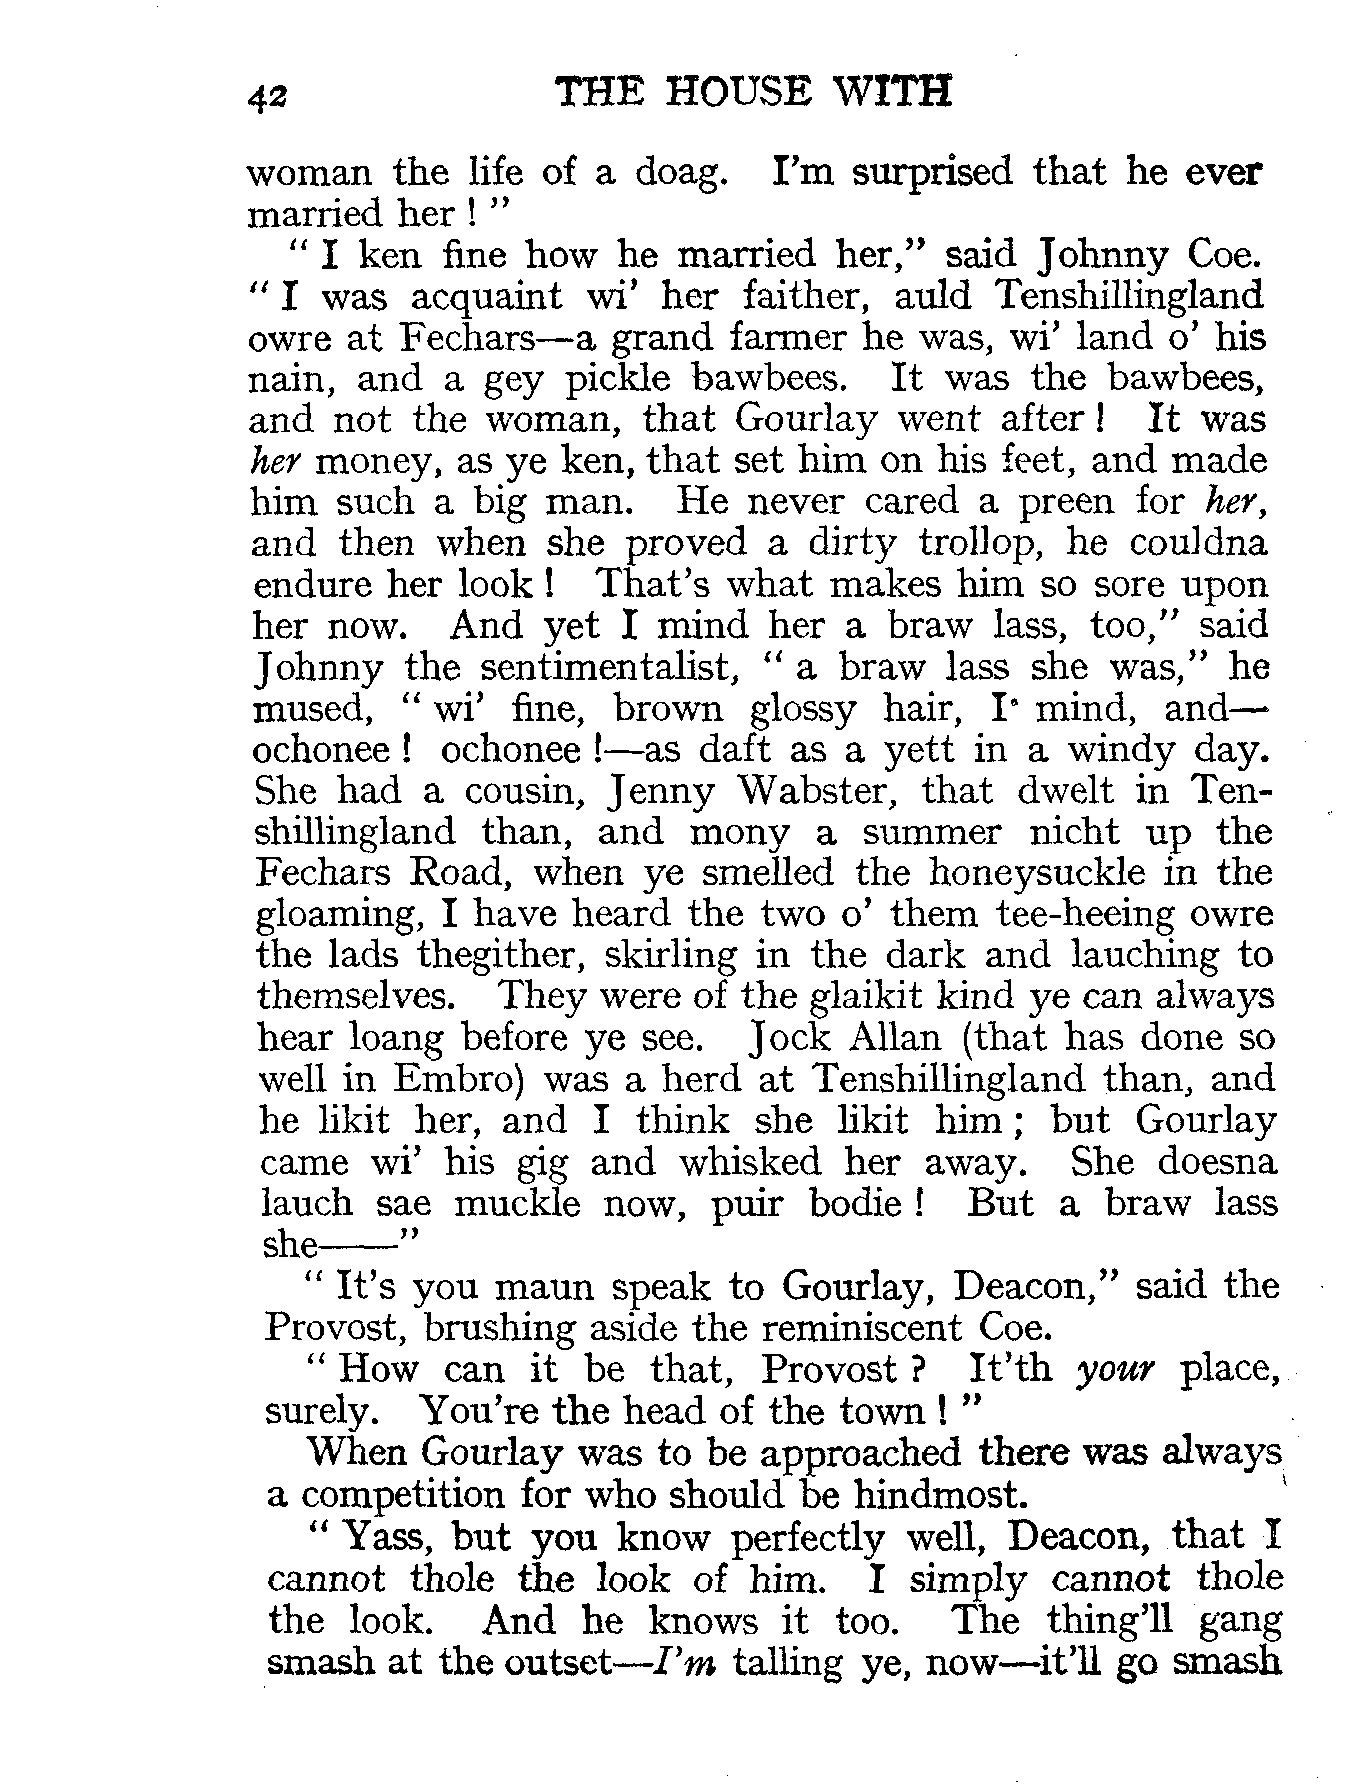 42 THE HOUSE WITH
woman the life of a doag. I'm surprised that he ever
married her ! "
" I ken fine how he married her," said Johnny Coe.
" I was acquaint wi' her faither, auld Tenshillingland
owre at Fechars—a grand farmer he was, wi' land o' his
nain, and a gey pickle bawbees. It was the bawbees,
and not the woman, that Gourlay went after ! It was
her money, as ye ken, that set him on his feet, and made
him such a big man. He never cared a preen for her,
and then when she proved a dirty trollop, he couldna
endure her look ! That's what makes him so sore upon
her now. And yet I mind her a braw lass, too," said
Johnny the sentimentalist, " a braw lass she was," he
mused, " wi' fine, brown glossy hair, I mind, and—
ochonee ! ochonee !—as daft as a yett in a windy day.
She had a cousin, Jenny Wabster, that dwelt in Ten-
shillingland than, and mony a summer nicht up the
Fechars Road, when ye smelled the honeysuckle in the
gloaming, I have heard the two o' them tee-heeing owre
the lads thegither, skirling in the dark and lauching to
themselves. They were of the glaikit kind ye can always
hear loang before ye see. Jock Allan (that has done so
well in Embro) was a herd at Tenshillingland than, and
he likit her, and I think she likit him ; but Gourlay
came wi' his gig and whisked her away. She doesna
lauch sae muckle now, puir bodie ! But a braw lass
she——"
" It's you maun speak to Gourlay, Deacon," said the
Provost, brushing aside the reminiscent Coe.
" How can it be that, Provost ? It'th your place,
surely. You're the head of the town ! "
When Gourlay was to be approached there was always
a competition for who should be hindmost.
" Yass, but you know perfectly well, Deacon, that I
cannot thole the look of him. I simply cannot thole
the look. And he knows it too. The thing'll gang
smash at the outset—I'm talling ye, now—it'll go smash